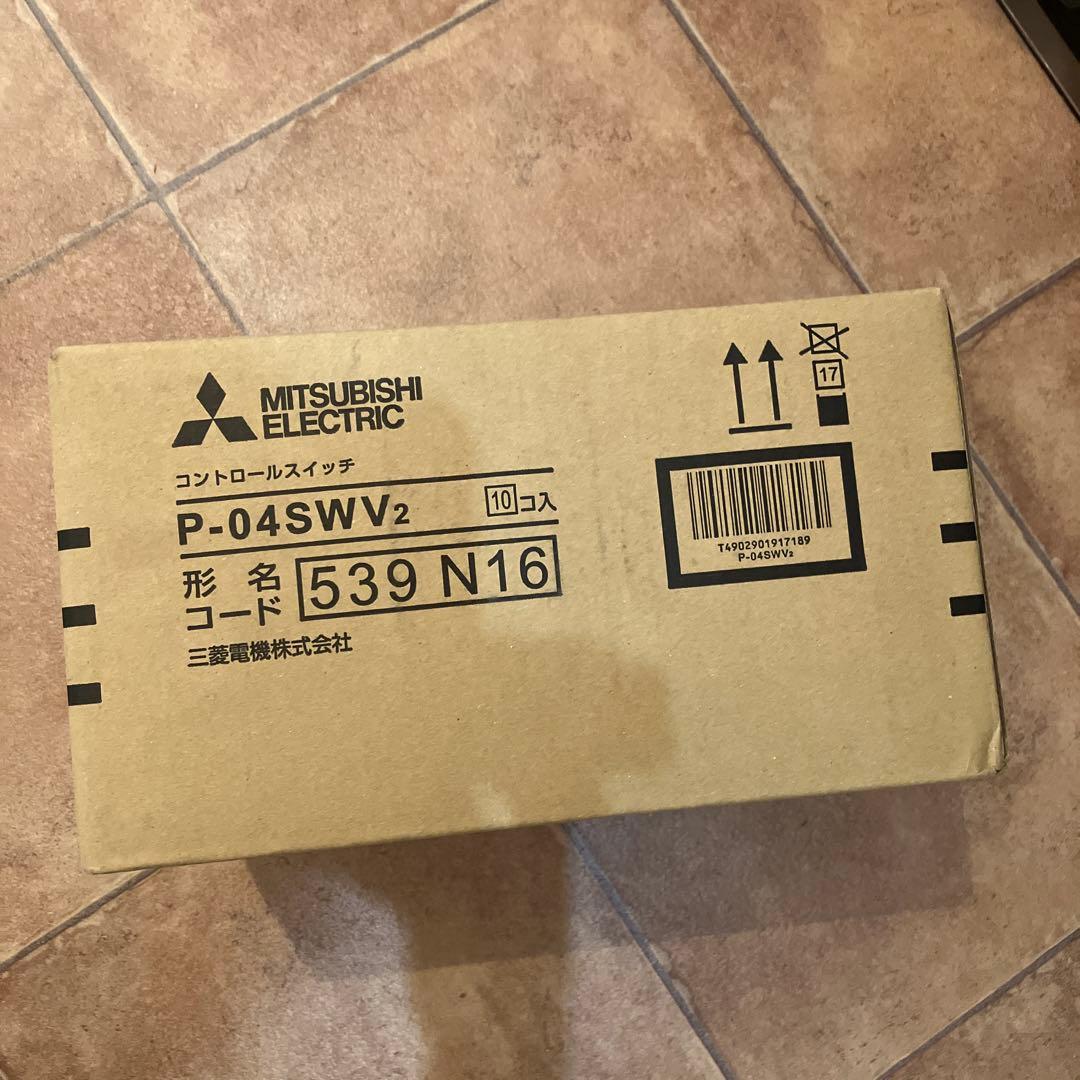 MITSUBISHI
ELECTRIC
コントロールスイッチ
P-04SWV₂ 10コ入
形名
コード 539 N16
三菱電機株式会社
17
T4902901917189
P-04SWV₂